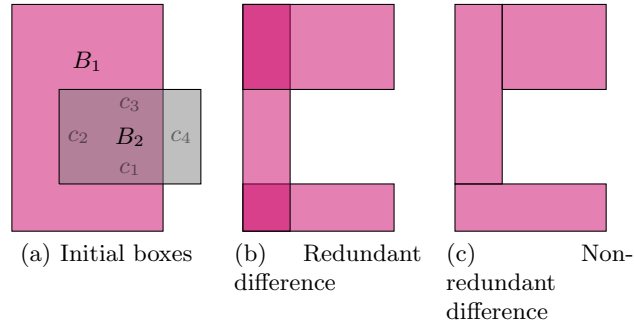 B₁
c₃
c₂ B₂ c₄
c₁
(a) Initial boxes
(b) Redundant
difference
(c) Non-
redundant
difference